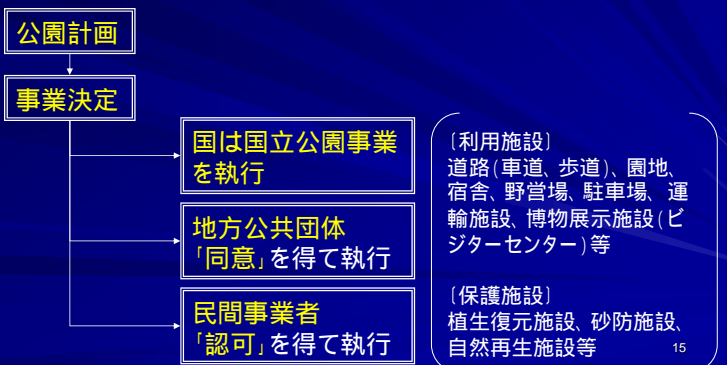 公園計画
事業決定
国は国立公園事業
を執行
地方公共団体
「同意」を得て執行
民間事業者
「認可」を得て執行
〔利用施設〕
道路(車道、歩道)、園地、
宿舎、野営場、駐車場、運
輸施設、博物展示施設(ビ
ジターセンター)等
〔保護施設〕
植生復元施設、砂防施設、
自然再生施設等
15